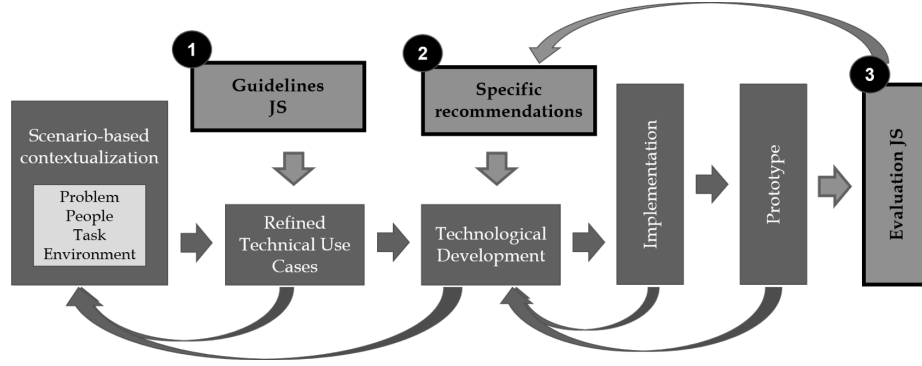 1
Guidelines
JS
2
Specific
recommendations
3
Evaluation JS
Scenario-based
contextualization
Problem
People
Task
Environment
Refined
Technical Use
Cases
Technological
Development
Implementation
Prototype